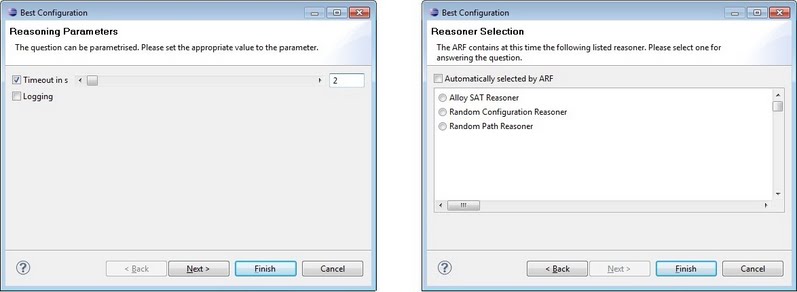 Best Configuration
Reasoning Parameters
The question can be parametrised. Please set the appropriate value to the parameter.
Timeout in s
2
Logging
< Back
Next >
Finish
Cancel
Best Configuration
Reasoner Selection
The ARF contains at this time the following listed reasoner. Please select one for
answering the question.
Automatically selected by ARF
Alloy SAT Reasoner
Random Configuration Reasoner
Random Path Reasoner
< Back
Next >
Finish
Cancel